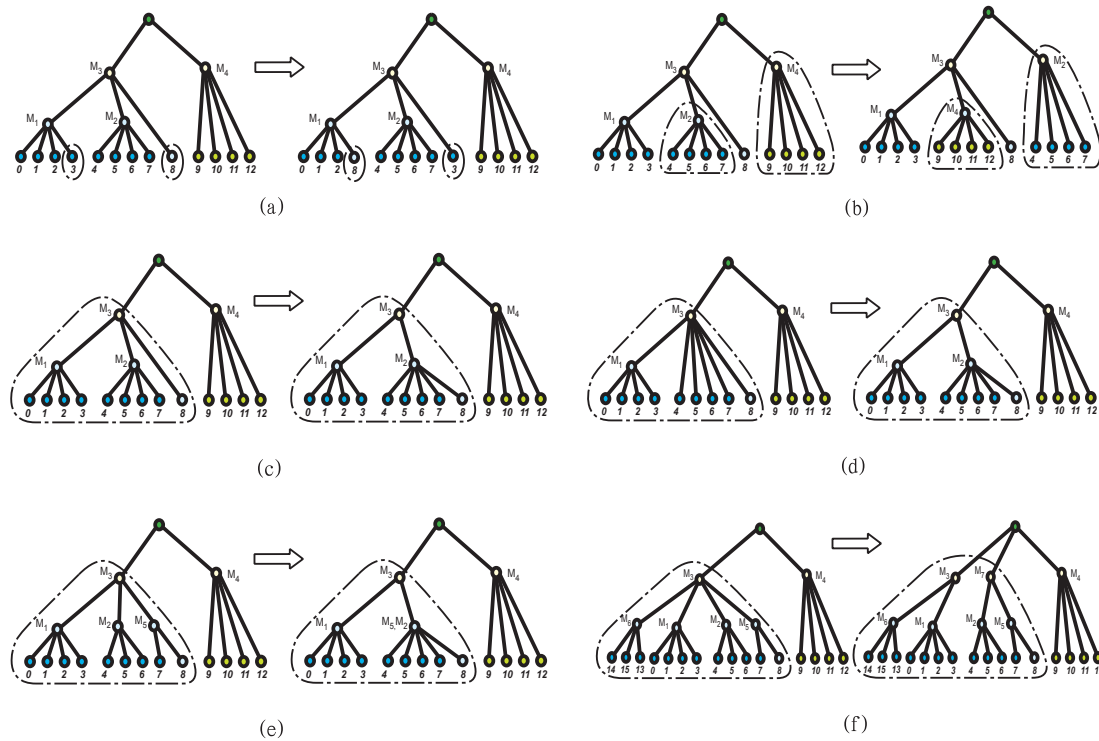 M3 M4 M3 M4
M1 M2 M1 M2
0 1 2 3 4 5 6 7 8 9 10 11 12 0 1 2 8 4 5 6 7 3 9 10 11 12
(a)
M3 M4 M3 M2
M1 M2 M1 M4
0 1 2 3 4 5 6 7 8 9 10 11 12 0 1 2 3 9 10 11 12 8 4 5 6 7
(b)
M3 M4 M3 M4
M1 M2 M1 M2
0 1 2 3 4 5 6 7 8 9 10 11 12 0 1 2 3 4 5 6 7 8 9 10 11 12
(c)
M3 M4 M3 M4
M1 M1 M2
0 1 2 3 4 5 6 7 8 9 10 11 12 0 1 2 3 4 5 6 7 8 9 10 11 12
(d)
M3 M4 M3 M4
M1 M2 M5 M1 M5, M2
0 1 2 3 4 5 6 7 8 9 10 11 12 0 1 2 3 4 5 6 7 8 9 10 11 12
(e)
M3 M4 M3 M7 M4
M6 M1 M2 M5 M6 M1 M2 M5
14 15 13 0 1 2 3 4 5 6 7 8 9 10 11 12 14 15 13 0 1 2 3 4 5 6 7 8 9 10 11
(f)